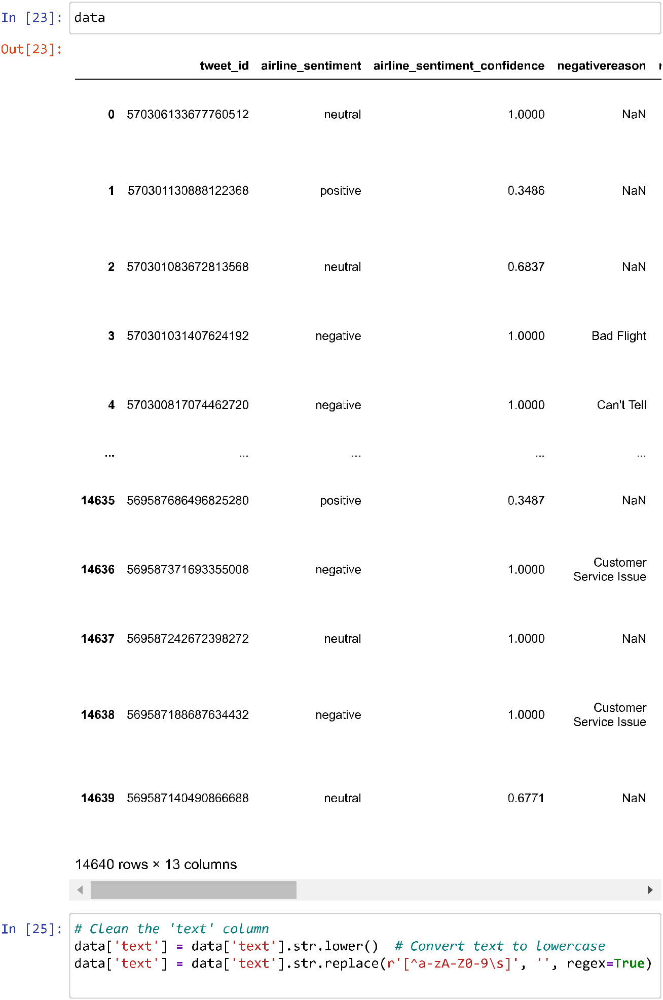 In [23]: data
Out[23]:
tweet_id airline_sentiment airline_sentiment_confidence negativereason
0 570306133677760512 neutral 1.0000 NaN
1 570301130888122368 positive 0.3486 NaN
2 570301083672813568 neutral 0.6837 NaN
3 570301031407624192 negative 1.0000 Bad Flight
4 570300817074462720 negative 1.0000 Can't Tell
... ... ... ... ...
14635 569587686496825280 positive 0.3487 NaN
14636 569587371693355008 negative 1.0000 Customer
Service Issue
14637 569587242672398272 neutral 1.0000 NaN
14638 569587188687634432 negative 1.0000 Customer
Service Issue
14639 569587140490866688 neutral 0.6771 NaN
14640 rows × 13 columns
In [25]: # Clean the 'text' column
data['text'] = data['text'].str.lower()  # Convert text to lowercase
data['text'] = data['text'].str.replace(r'[^a-zA-Z0-9\s]', '', regex=True)